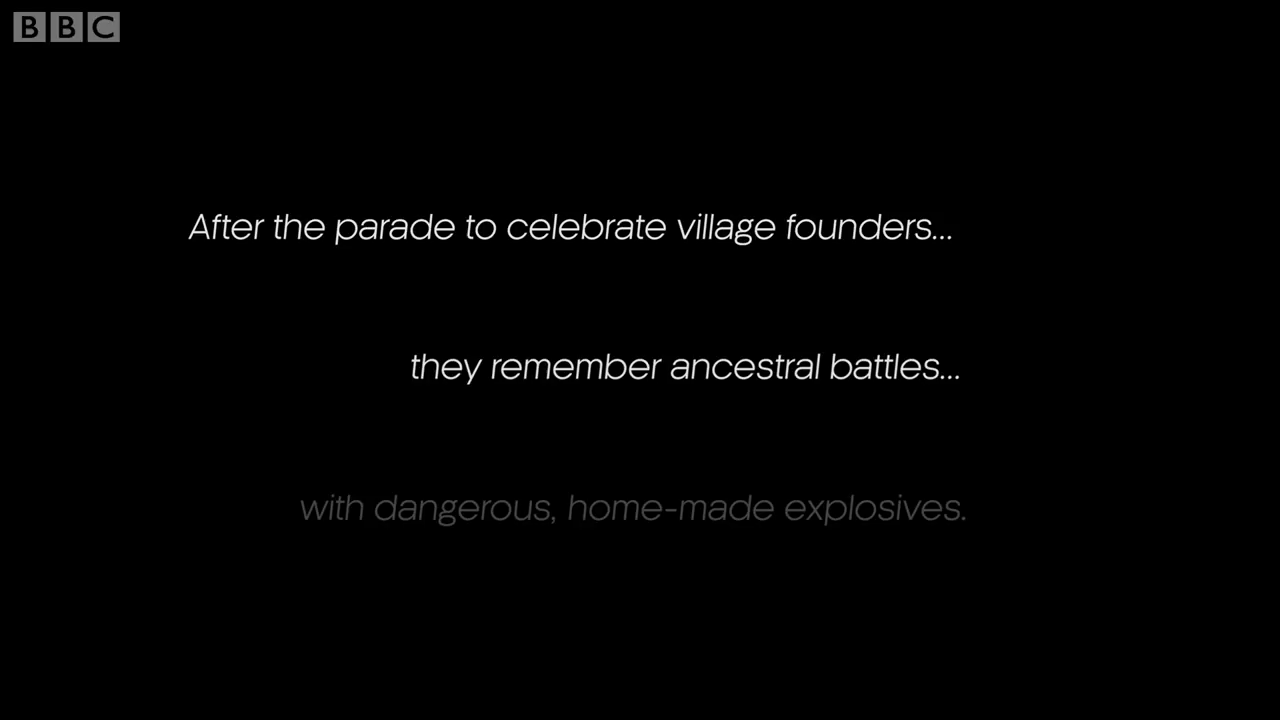 BBC
After the parade to celebrate village founders...
they remember ancestral battles...
with dangerous, home-made explosives.